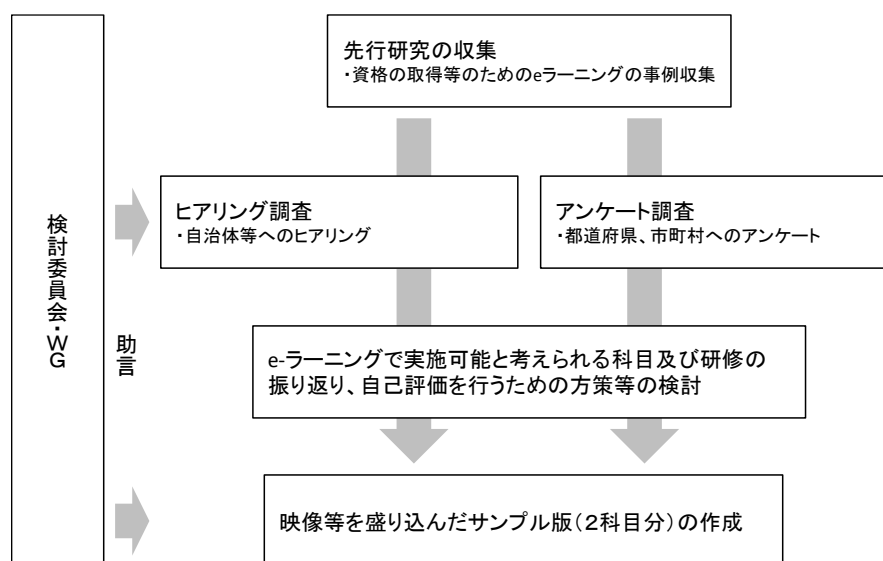 先行研究の収集
・資格の取得等のためのeラーニングの事例収集
ヒアリング調査
・自治体等へのヒアリング
アンケート調査
・都道府県、市町村へのアンケート
検討委員会・WG
助言
e-ラーニングで実施可能と考えられる科目及び研修の
振り返り、自己評価を行うための方策等の検討
映像等を盛り込んだサンプル版(2科目分)の作成